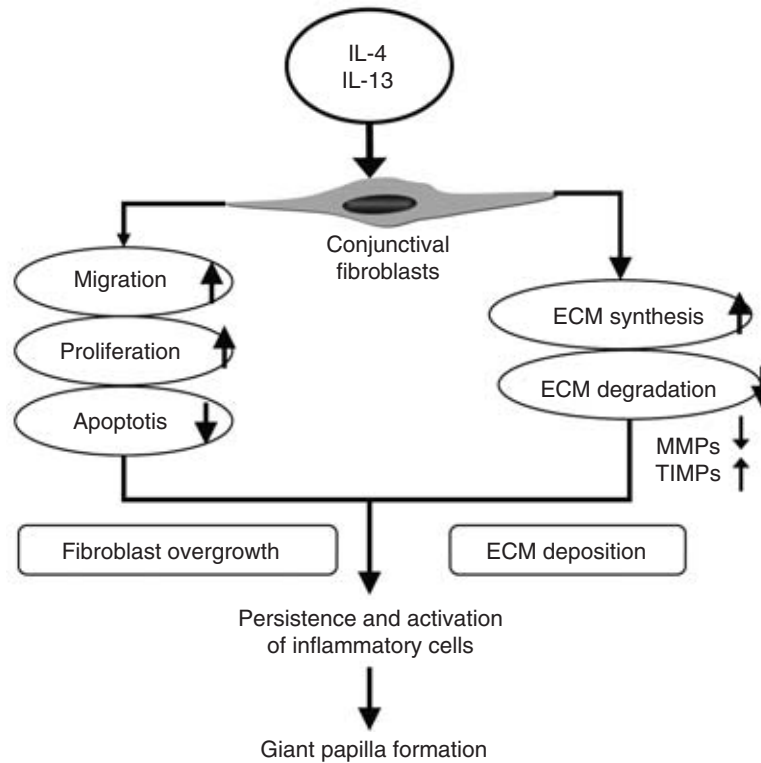 IL-4
IL-13
Conjunctival
fibroblasts
Migration
Proliferation
Apoptotis
ECM synthesis
ECM degradation
MMPs
TIMPs
Fibroblast overgrowth
ECM deposition
Persistence and activation
of inflammatory cells
Giant papilla formation